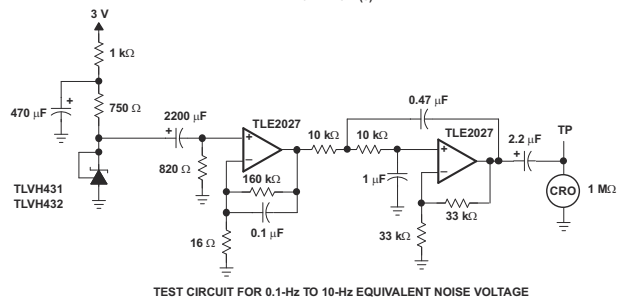 3 V
1 kΩ
470 μF
+
750 Ω
2200 μF
+
820 Ω
TLVH431
TLVH432
TLE2027
+
−
160 kΩ
0.1 μF
16 Ω
10 kΩ
10 kΩ
0.47 μF
1 μF
TLE2027
+
−
33 kΩ
33 kΩ
2.2 μF
+
TP
CRO
1 MΩ
TEST CIRCUIT FOR 0.1-Hz TO 10-Hz EQUIVALENT NOISE VOLTAGE